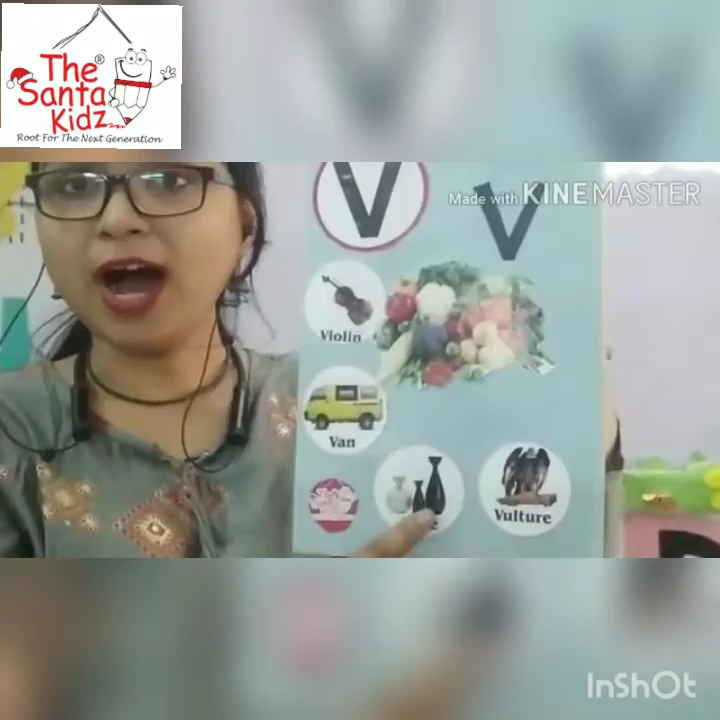 The®
Santa
Kidz
Root For The Next Generation
Made with KINEMASTER
V V
Violin
Van
Vulture
InShOt